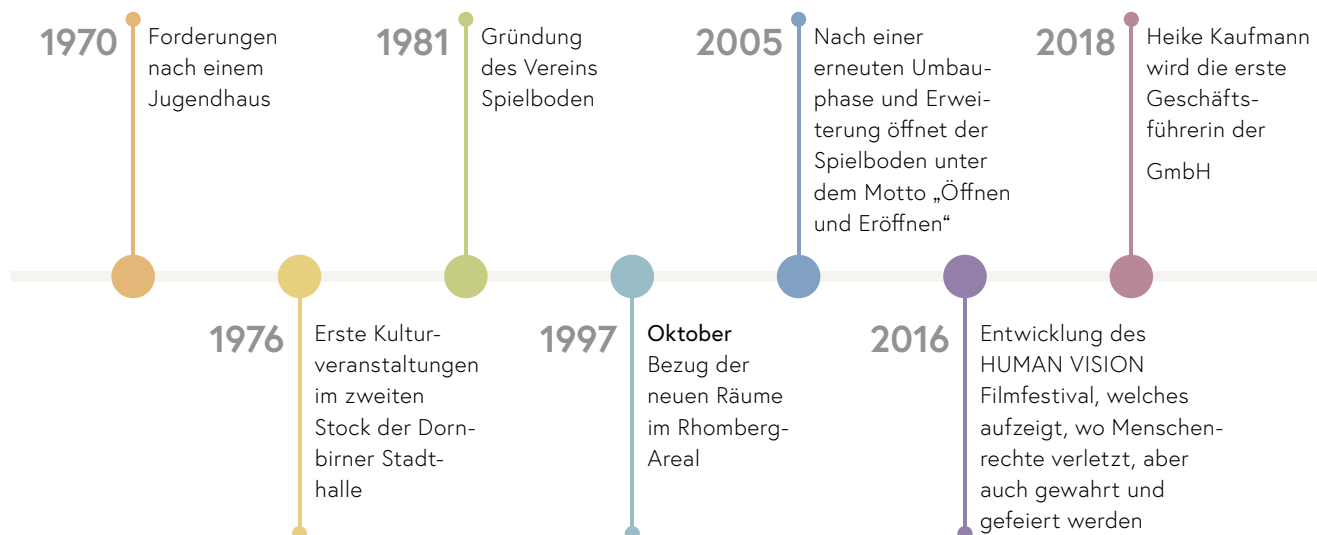 1970
Forderungen
nach einem
Jugendhaus
1981
Gründung
des Vereins
Spielboden
2005
Nach einer
erneuten Umbau-
phase und Erwei-
terung öffnet der
Spielboden unter
dem Motto „Öffnen
und Eröffnen“
2018
Heike Kaufmann
wird die erste
Geschäfts-
führerin der
GmbH
1976
Erste Kultur-
veranstaltungen
im zweiten
Stock der Dorn-
birner Stadt-
halle
1997
Oktober
Bezug der
neuen Räume
im Rhomberg-
Areal
2016
Entwicklung des
HUMAN VISION
Filmfestival, welches
aufzeigt, wo Menschen-
rechte verletzt, aber
auch gewahrt und
gefeiert werden